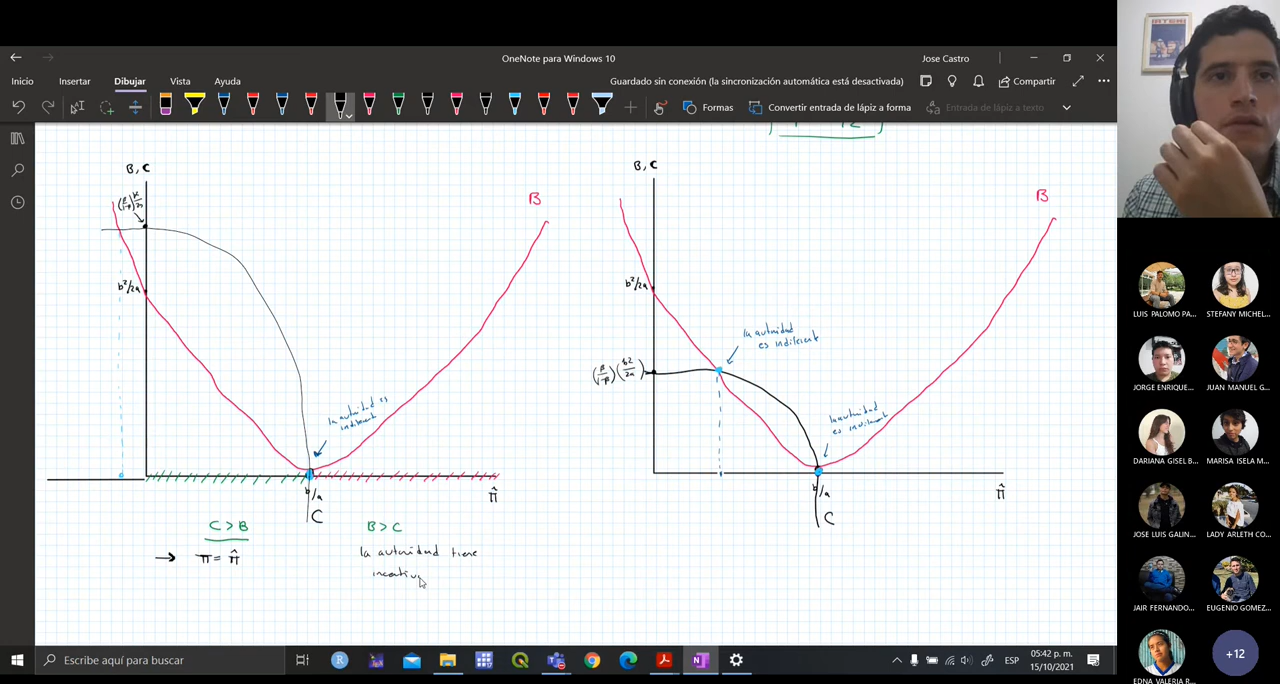 OneNote para Windows 10
Jose Castro
Inicio
Insertar
Dibujar
Vista
Ayuda
Guardado sin conexión (la sincronización automática está desactivada)
Compartir
Formas
Convertir entrada de lápiz a forma
Entrada de lápiz a texto
B, C
b²/2a
B
la autoridad es
indiferente
b/a
π̂
C
C > B
→ π = π̂
B > C
la autoridad tiene
incentivo
B, C
b²/2a
(β/1-β)(b2/2a)
B
la autoridad
es indiferente
la autoridad
es indiferente
b/a
π̂
C
LUIS PALOMO PA...
STEFANY MICHEL...
JORGE ENRIQUE...
JUAN MANUEL G...
DARIANA GISEL B...
MARISA ISELA M...
JOSE LUIS GALIN...
LADY ARLETH CO...
JAIR FERNANDO...
EUGENIO GOMEZ...
EDNA VALERIA R...
+12
Escribe aquí para buscar
ESP
05:42 p. m.
15/10/2021